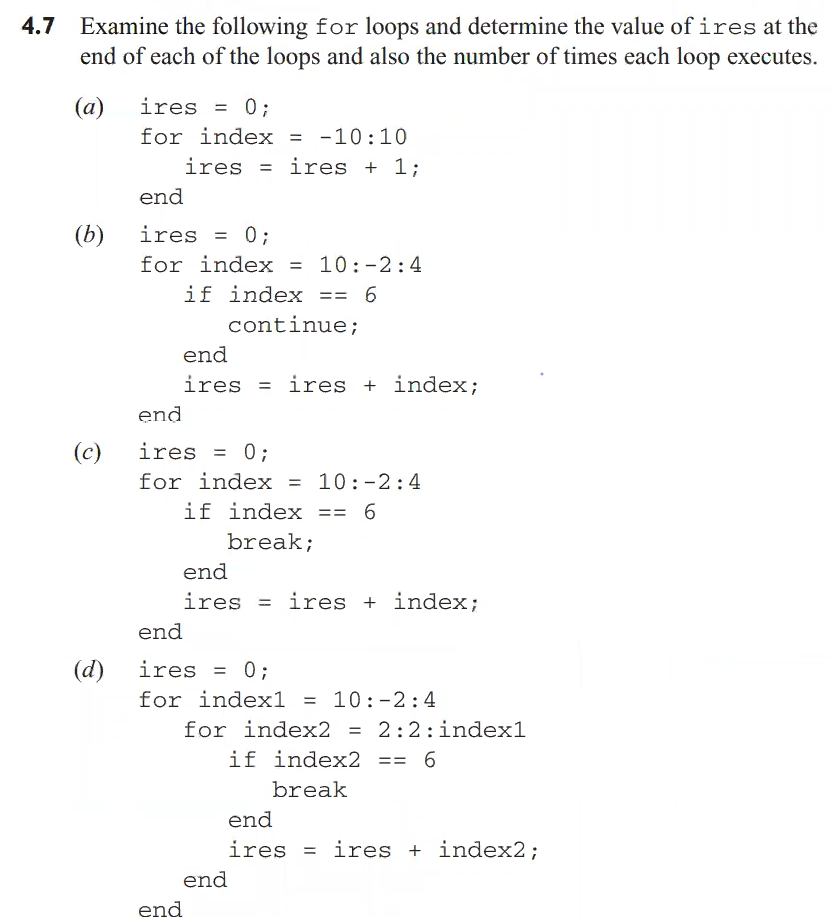 4.7 Examine the following for loops and determine the value of ires at the
end of each of the loops and also the number of times each loop executes.
(a) ires = 0;
for index = -10:10
ires = ires + 1;
end
(b) ires = 0;
for index = 10:-2:4
if index == 6
continue;
end
ires = ires + index;
end
(c) ires = 0;
for index = 10:-2:4
if index == 6
break;
end
ires = ires + index;
end
(d) ires = 0;
for index1 = 10:-2:4
for index2 = 2:2:index1
if index2 == 6
break
end
ires = ires + index2;
end
end